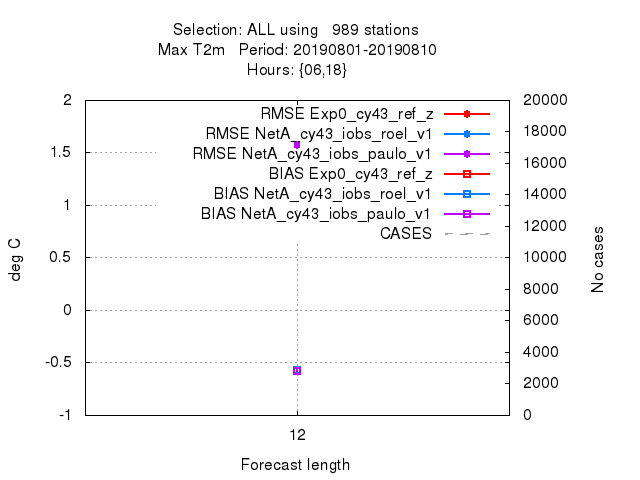 Selection: ALL using   989 stations
Max T2m   Period: 20190801-20190810
Hours: {06,18}
2 20000
RMSE Exp0_cy43_ref_z
RMSE NetA_cy43_iobs_roel_v1 18000
1.5 RMSE NetA_cy43_iobs_paulo_v1 16000
BIAS Exp0_cy43_ref_z
BIAS NetA_cy43_iobs_roel_v1 14000
1 BIAS NetA_cy43_iobs_paulo_v1 12000
CASES
0.5 10000
deg C
No cases
8000
0 6000
-0.5 4000
2000
-1 0
12
Forecast length